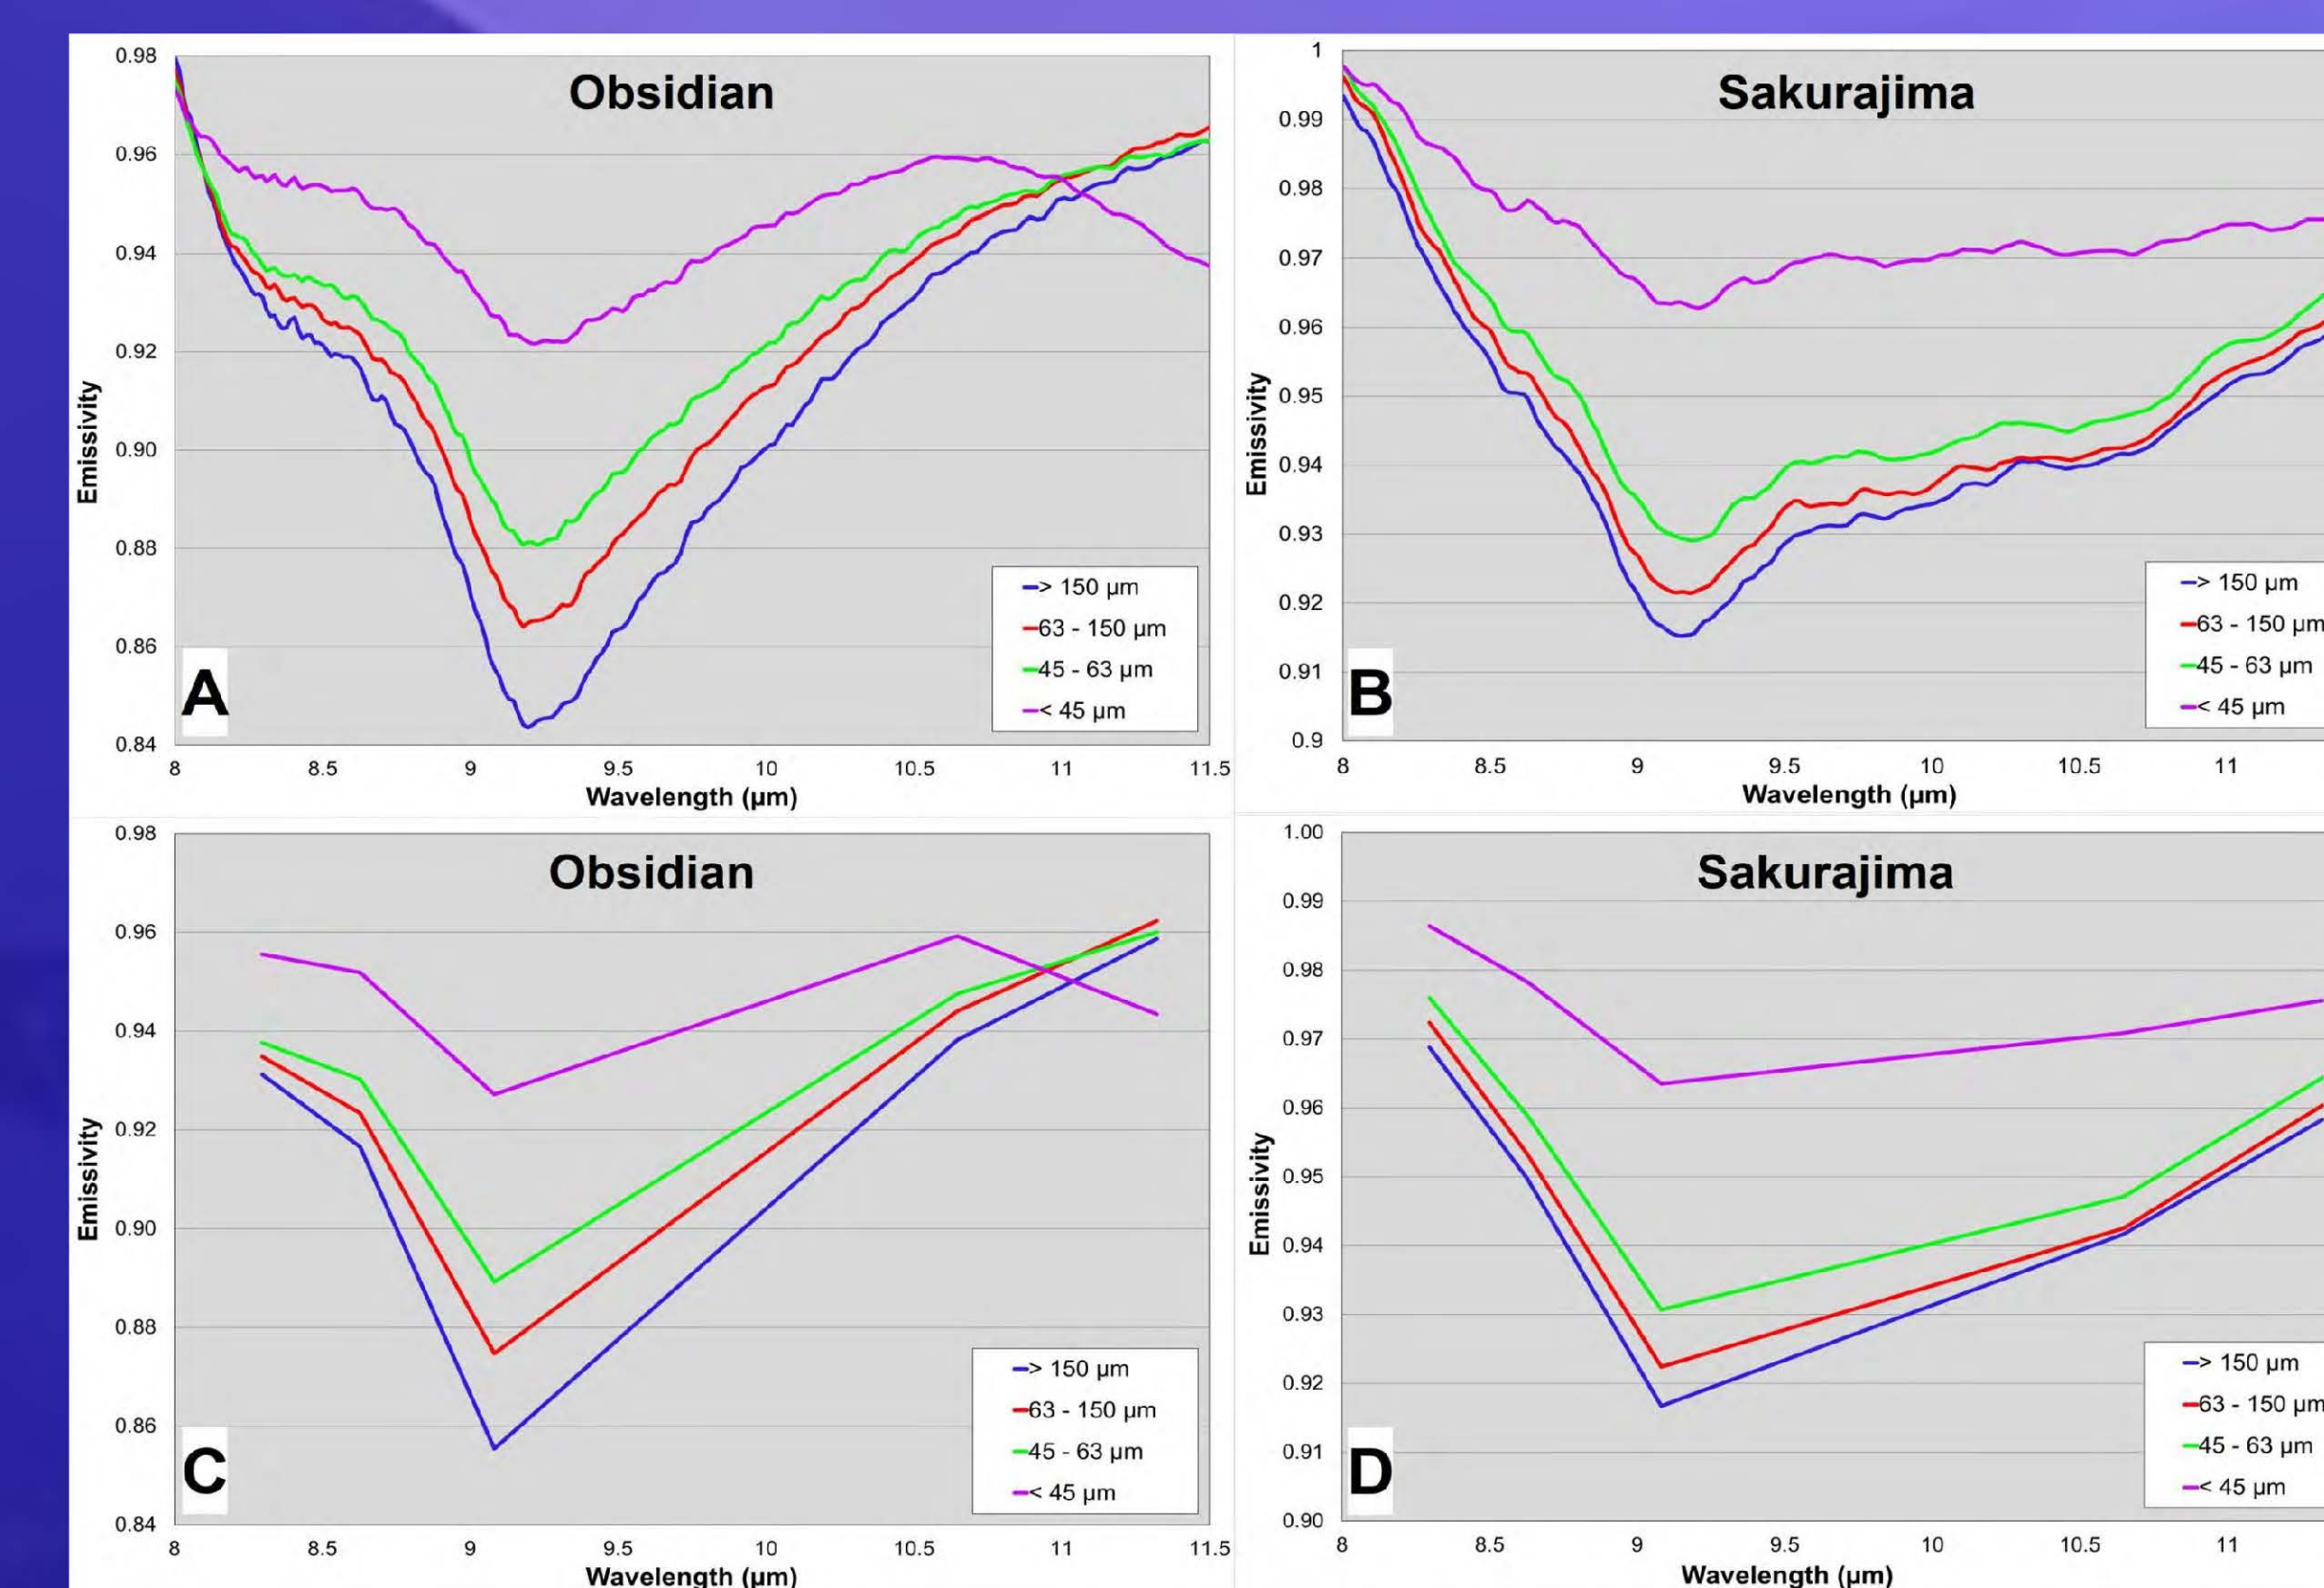 Obsidian
0.98
0.96
0.94
0.92
0.90
0.88
0.86
0.84
Emissivity
> 150 µm
63 - 150 µm
45 - 63 µm
< 45 µm
A
8 8.5 9 9.5 10 10.5 11 11.5
Wavelength (µm)
Sakurajima
1
0.99
0.98
0.97
0.96
0.95
0.94
0.93
0.92
0.91
0.9
Emissivity
> 150 µm
63 - 150 µm
45 - 63 µm
< 45 µm
B
8 8.5 9 9.5 10 10.5 11
Wavelength (µm)
Obsidian
0.98
0.96
0.94
0.92
0.90
0.88
0.86
0.84
Emissivity
> 150 µm
63 - 150 µm
45 - 63 µm
< 45 µm
C
8 8.5 9 9.5 10 10.5 11 11.5
Wavelength (µm)
Sakurajima
1.00
0.99
0.98
0.97
0.96
0.95
0.94
0.93
0.92
0.91
0.90
Emissivity
> 150 µm
63 - 150 µm
45 - 63 µm
< 45 µm
D
8 8.5 9 9.5 10 10.5 11
Wavelength (µm)